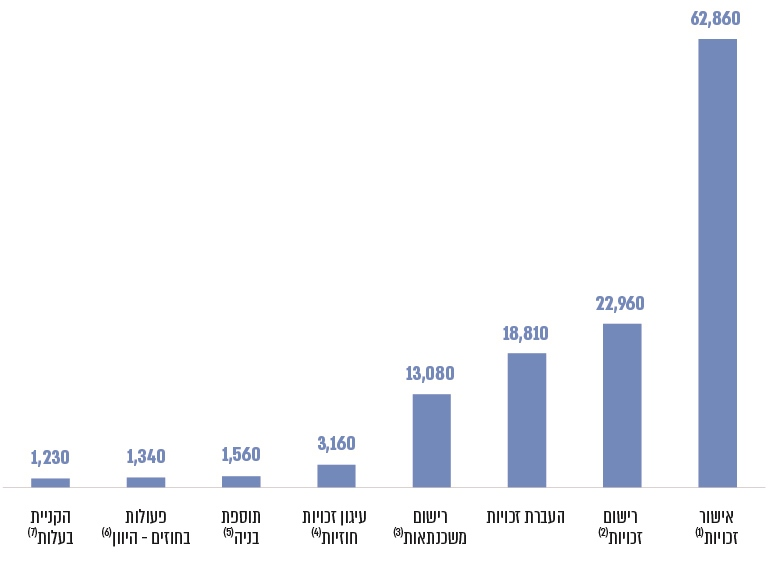 62,860
22,960
18,810
13,080
3,160
1,560
1,340
1,230
אישור
זכויות(1)
רישום
זכויות(2)
העברת זכויות
רישום
משכנתאות(3)
עיגון זכויות
חוזיות(4)
תוספת
בניה(5)
פעולות
בחוזים - היוון(6)
הקניית
בעלות(7)